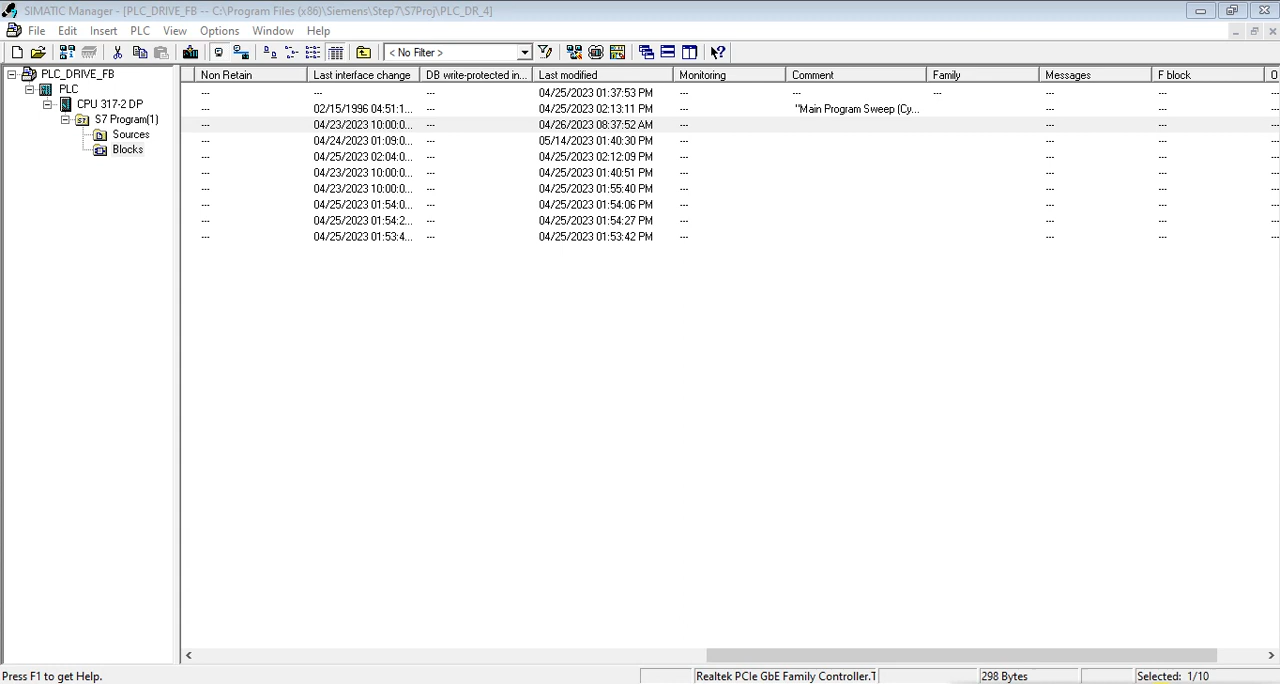 SIMATIC Manager - [PLC_DRIVE_FB -- C:\Program Files (x86)\Siemens\Step7\S7Proj\PLC_DR_4]
File Edit Insert PLC View Options Window Help
< No Filter >
PLC_DRIVE_FB
PLC
CPU 317-2 DP
S7 Program(1)
Sources
Blocks
Non Retain Last interface change DB write-protected in... Last modified Monitoring Comment Family Messages F block O
--- --- --- 04/25/2023 01:37:53 PM --- --- --- --- --- ---
--- 02/15/1996 04:51:1... --- 04/25/2023 02:13:11 PM --- "Main Program Sweep (Cy... --- --- ---
--- 04/23/2023 10:00:0... --- 04/26/2023 08:37:52 AM --- --- --- ---
--- 04/24/2023 01:09:0... --- 05/14/2023 01:40:30 PM --- --- --- ---
--- 04/25/2023 02:04:0... --- 04/25/2023 02:12:09 PM --- --- --- ---
--- 04/23/2023 10:00:0... --- 04/25/2023 01:40:51 PM --- --- --- ---
--- 04/23/2023 10:00:0... --- 04/25/2023 01:55:40 PM --- --- --- ---
--- 04/25/2023 01:54:0... --- 04/25/2023 01:54:06 PM --- --- --- ---
--- 04/25/2023 01:54:2... --- 04/25/2023 01:54:27 PM --- --- --- ---
--- 04/25/2023 01:53:4... --- 04/25/2023 01:53:42 PM --- --- --- ---
Press F1 to get Help. Realtek PCIe GbE Family Controller.T 298 Bytes Selected: 1/10